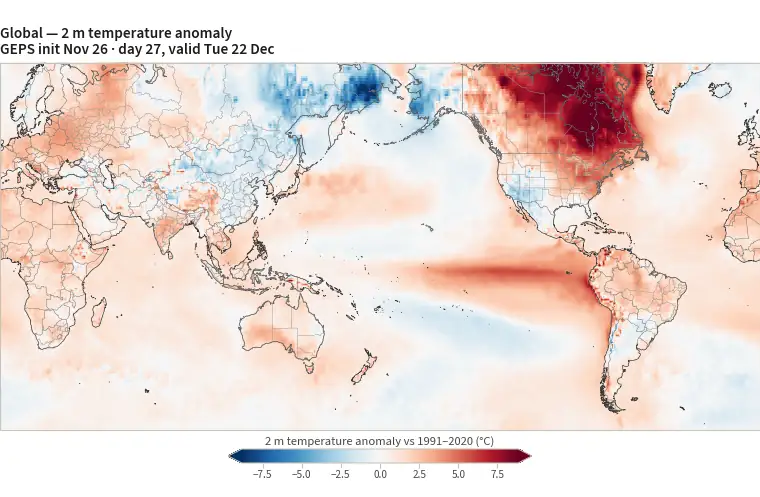 Global — 2 m temperature anomaly
GEPS init Nov 26 · day 27, valid Tue 22 Dec
2 m temperature anomaly vs 1991–2020 (°C)
−7.5 −5.0 −2.5 0.0 2.5 5.0 7.5